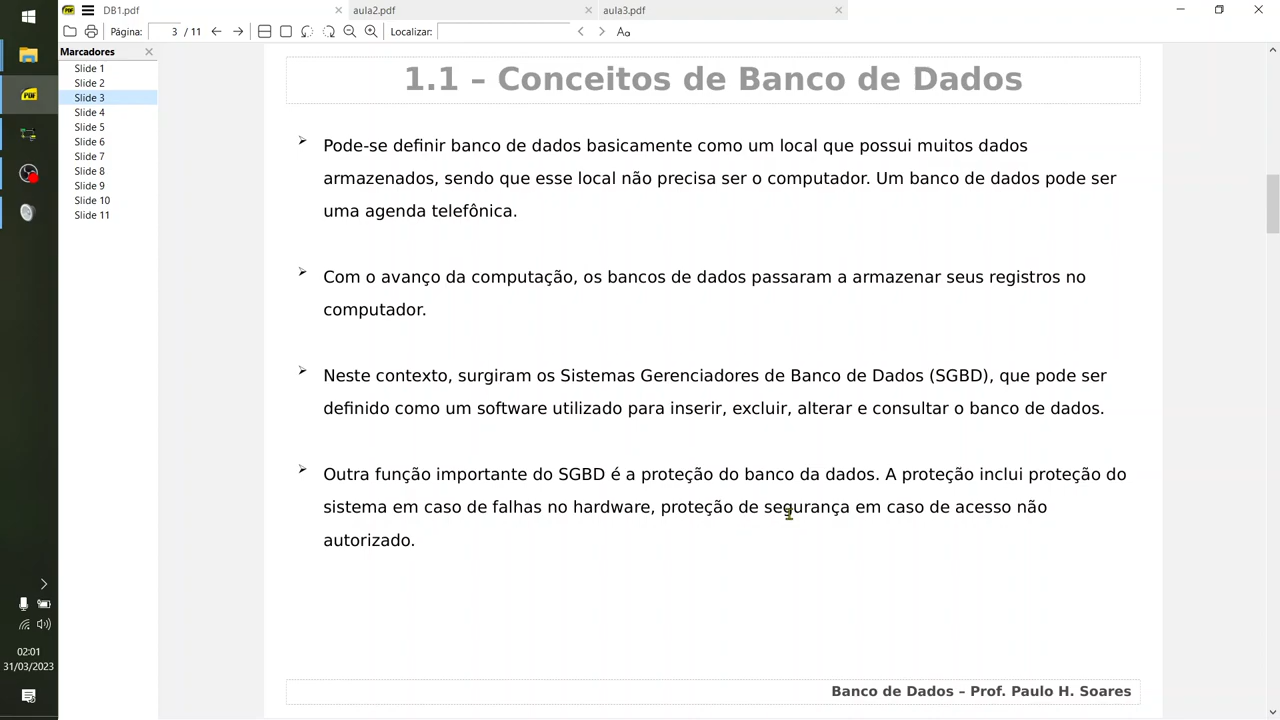 DB1.pdf
aula2.pdf
aula3.pdf
Página:
3 / 11
Localizar:
Aa
Marcadores
Slide 1
Slide 2
Slide 3
Slide 4
Slide 5
Slide 6
Slide 7
Slide 8
Slide 9
Slide 10
Slide 11
1.1 – Conceitos de Banco de Dados
Pode-se definir banco de dados basicamente como um local que possui muitos dados
armazenados, sendo que esse local não precisa ser o computador. Um banco de dados pode ser
uma agenda telefônica.
Com o avanço da computação, os bancos de dados passaram a armazenar seus registros no
computador.
Neste contexto, surgiram os Sistemas Gerenciadores de Banco de Dados (SGBD), que pode ser
definido como um software utilizado para inserir, excluir, alterar e consultar o banco de dados.
Outra função importante do SGBD é a proteção do banco da dados. A proteção inclui proteção do
sistema em caso de falhas no hardware, proteção de segurança em caso de acesso não
autorizado.
Banco de Dados – Prof. Paulo H. Soares
02:01
31/03/2023